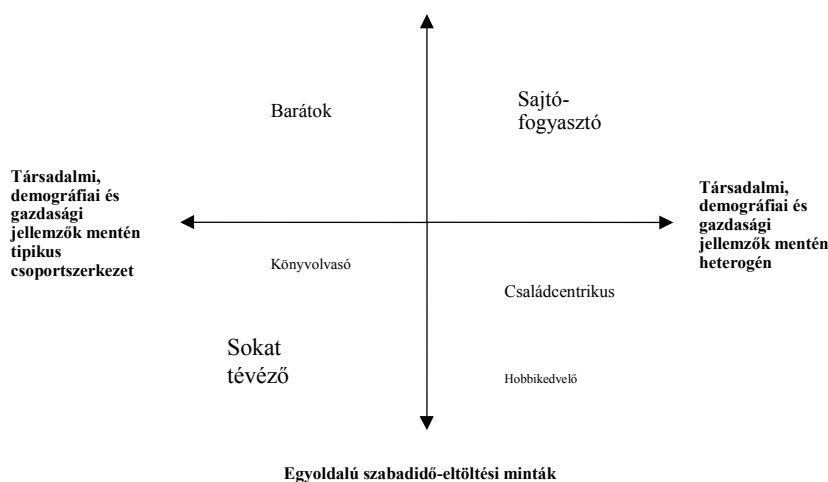 Barátok
Sajtó-
fogyasztó
Társadalmi,
demográfiai és
gazdasági
jellemzők mentén
tipikus
csoportszerkezet
Társadalmi,
demográfiai és
gazdasági
jellemzők mentén
heterogén
Könyvolvasó
Családcentrikus
Sokat
tévéző
Hobbikedvelő
Egyoldalú szabadidő-eltöltési minták